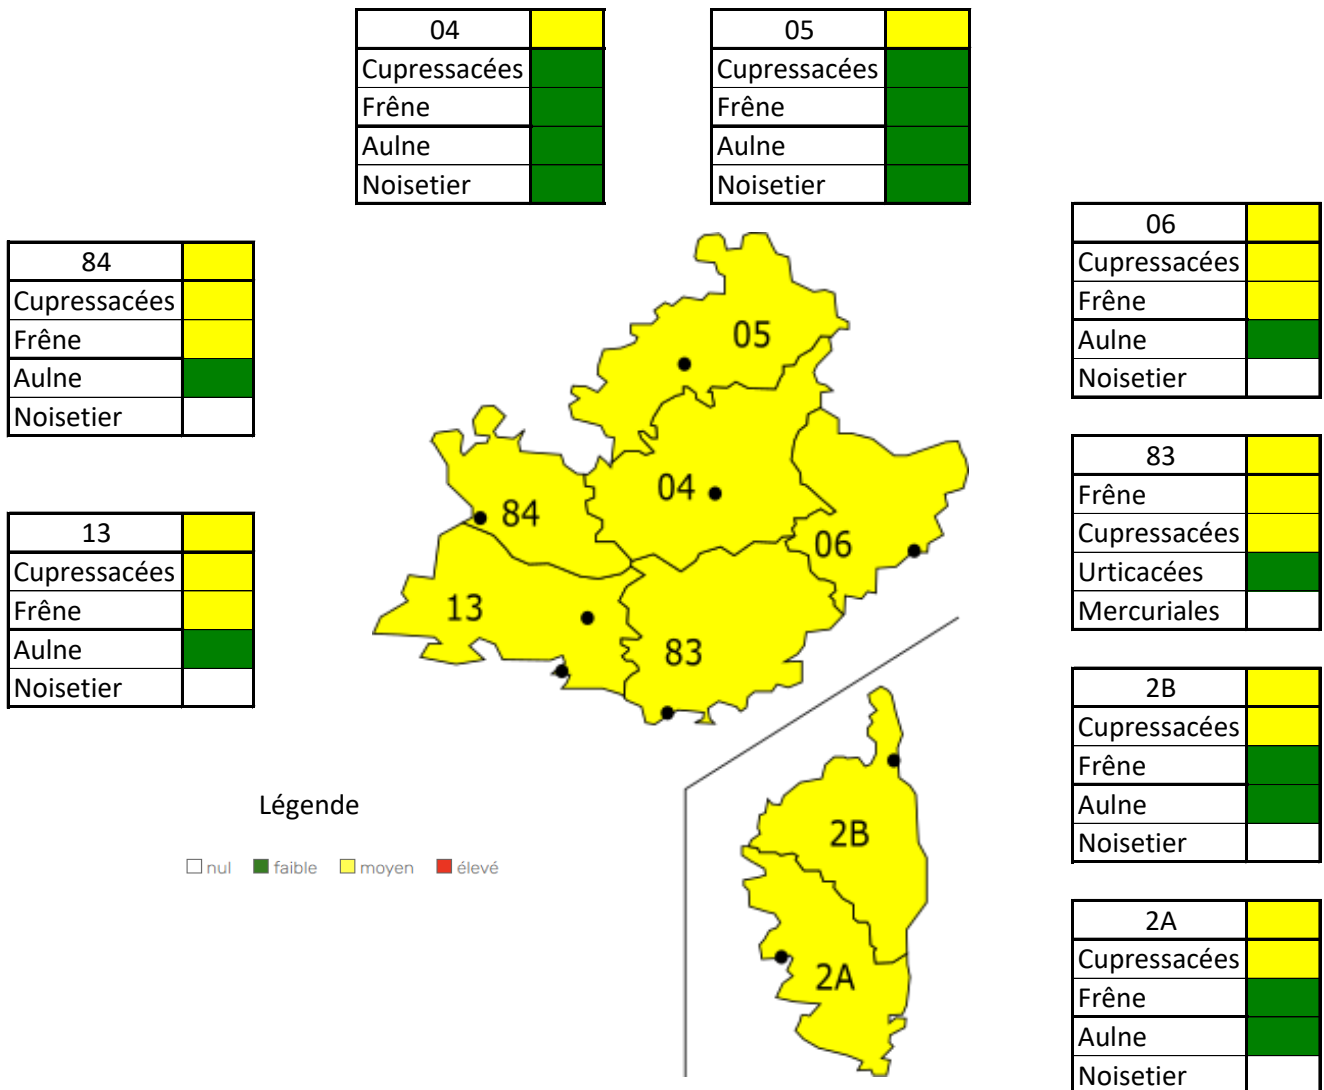 04
Cupressacées
Frêne
Aulne
Noisetier
05
Cupressacées
Frêne
Aulne
Noisetier
84
Cupressacées
Frêne
Aulne
Noisetier
13
Cupressacées
Frêne
Aulne
Noisetier
05
04
84
06
13
83
2B
2A
06
Cupressacées
Frêne
Aulne
Noisetier
83
Frêne
Cupressacées
Urticacées
Mercuriales
2B
Cupressacées
Frêne
Aulne
Noisetier
2A
Cupressacées
Frêne
Aulne
Noisetier
Légende
nul faible moyen élevé